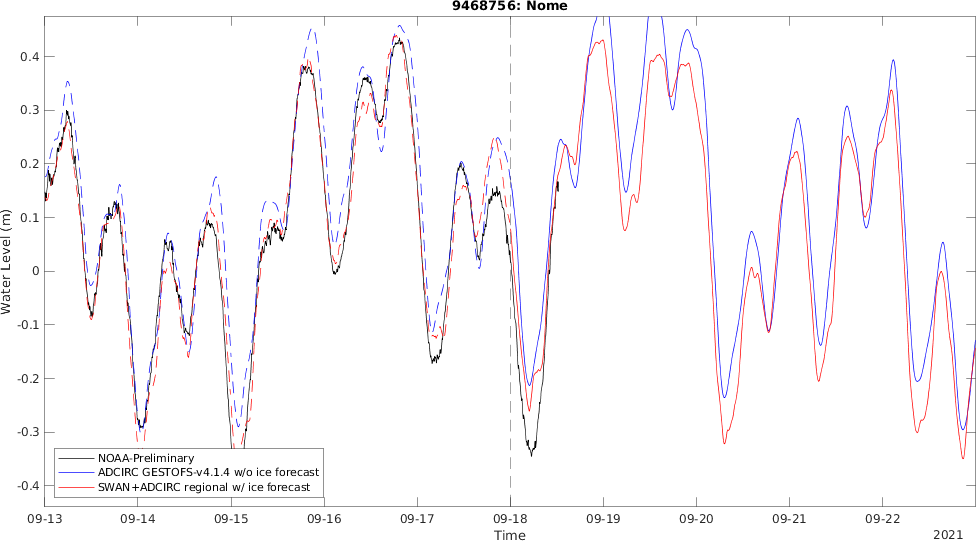 9468756: Nome
Water Level (m)
0.4
0.3
0.2
0.1
0
-0.1
-0.2
-0.3
-0.4
NOAA-Preliminary
ADCIRC GESTOFS-v4.1.4 w/o ice forecast
SWAN+ADCIRC regional w/ ice forecast
09-13 09-14 09-15 09-16 09-17 09-18 09-19 09-20 09-21 09-22
Time
2021